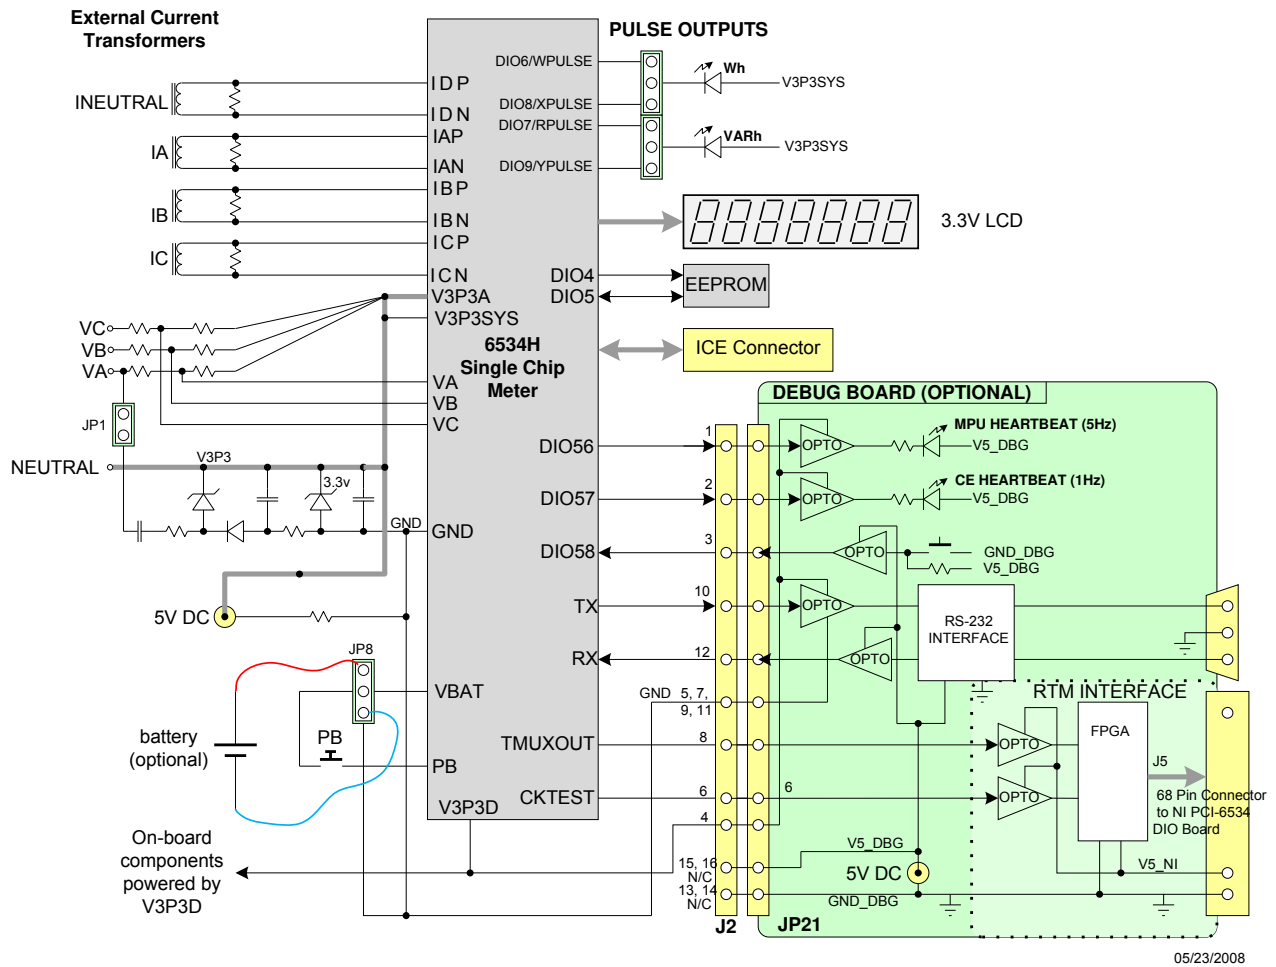 External Current
Transformers
PULSE OUTPUTS
INEUTRAL
IA
IB
IC
IDP
IDN
IAP
IAN
IBP
IBN
ICP
ICN
V3P3A
V3P3SYS
6534H
Single Chip
Meter
VA
VB
VC
GND
VBAT
PB
V3P3D
DIO6/WPULSE
DIO8/XPULSE
DIO7/RPULSE
DIO9/YPULSE
Wh
V3P3SYS
VARh
V3P3SYS
3.3V LCD
DIO4
DIO5
EEPROM
ICE Connector
VC
VB
VA
JP1
NEUTRAL
V3P3
3.3v
GND
5V DC
JP8
battery
(optional)
PB
On-board
components
powered by
V3P3D
DIO56
DIO57
DIO58
TX
RX
TMUXOUT
CKTEST
1
2
3
10
12
GND 5, 7,
9, 11
8
6
4
15, 16
N/C
13, 14
N/C
J2
JP21
DEBUG BOARD (OPTIONAL)
OPTO
MPU HEARTBEAT (5Hz)
V5_DBG
OPTO
CE HEARTBEAT (1Hz)
V5_DBG
OPTO
GND_DBG
V5_DBG
OPTO
RS-232
INTERFACE
OPTO
RTM INTERFACE
OPTO
FPGA
OPTO
6
J5
68 Pin Connector
to NI PCI-6534
DIO Board
V5_DBG
5V DC
V5_NI
GND_DBG
05/23/2008